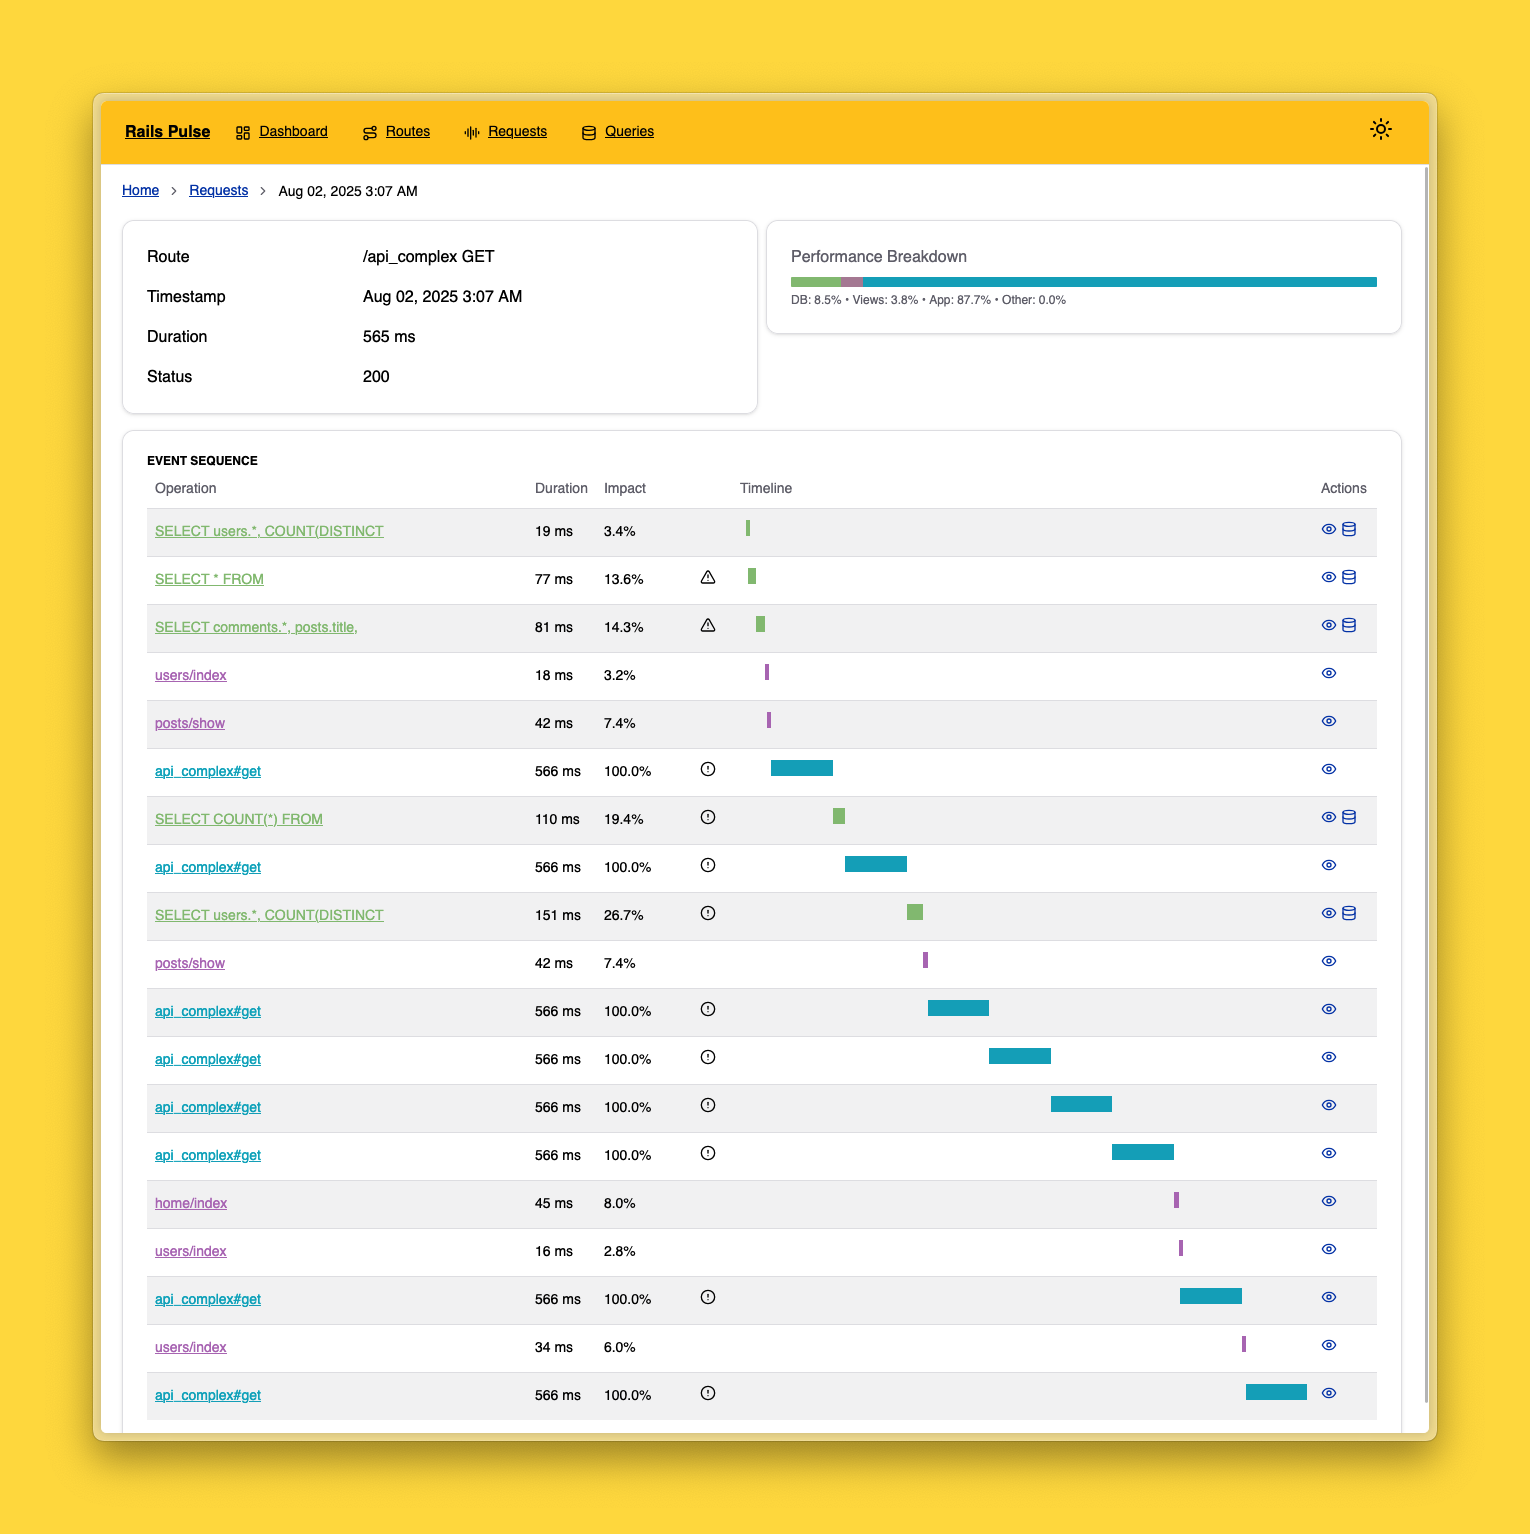 Rails Pulse Dashboard Routes Requests Queries
Home Requests Aug 02, 2025 3:07 AM
Route /api_complex GET
Timestamp Aug 02, 2025 3:07 AM
Duration 565 ms
Status 200
Performance Breakdown
DB: 8.5% • Views: 3.8% • App: 87.7% • Other: 0.0%
EVENT SEQUENCE
Operation Duration Impact Timeline Actions
SELECT users.*, COUNT(DISTINCT 19 ms 3.4%
SELECT * FROM 77 ms 13.6%
SELECT comments.*, posts.title, 81 ms 14.3%
users/index 18 ms 3.2%
posts/show 42 ms 7.4%
api_complex#get 566 ms 100.0%
SELECT COUNT(*) FROM 110 ms 19.4%
api_complex#get 566 ms 100.0%
SELECT users.*, COUNT(DISTINCT 151 ms 26.7%
posts/show 42 ms 7.4%
api_complex#get 566 ms 100.0%
api_complex#get 566 ms 100.0%
api_complex#get 566 ms 100.0%
api_complex#get 566 ms 100.0%
home/index 45 ms 8.0%
users/index 16 ms 2.8%
api_complex#get 566 ms 100.0%
users/index 34 ms 6.0%
api_complex#get 566 ms 100.0%